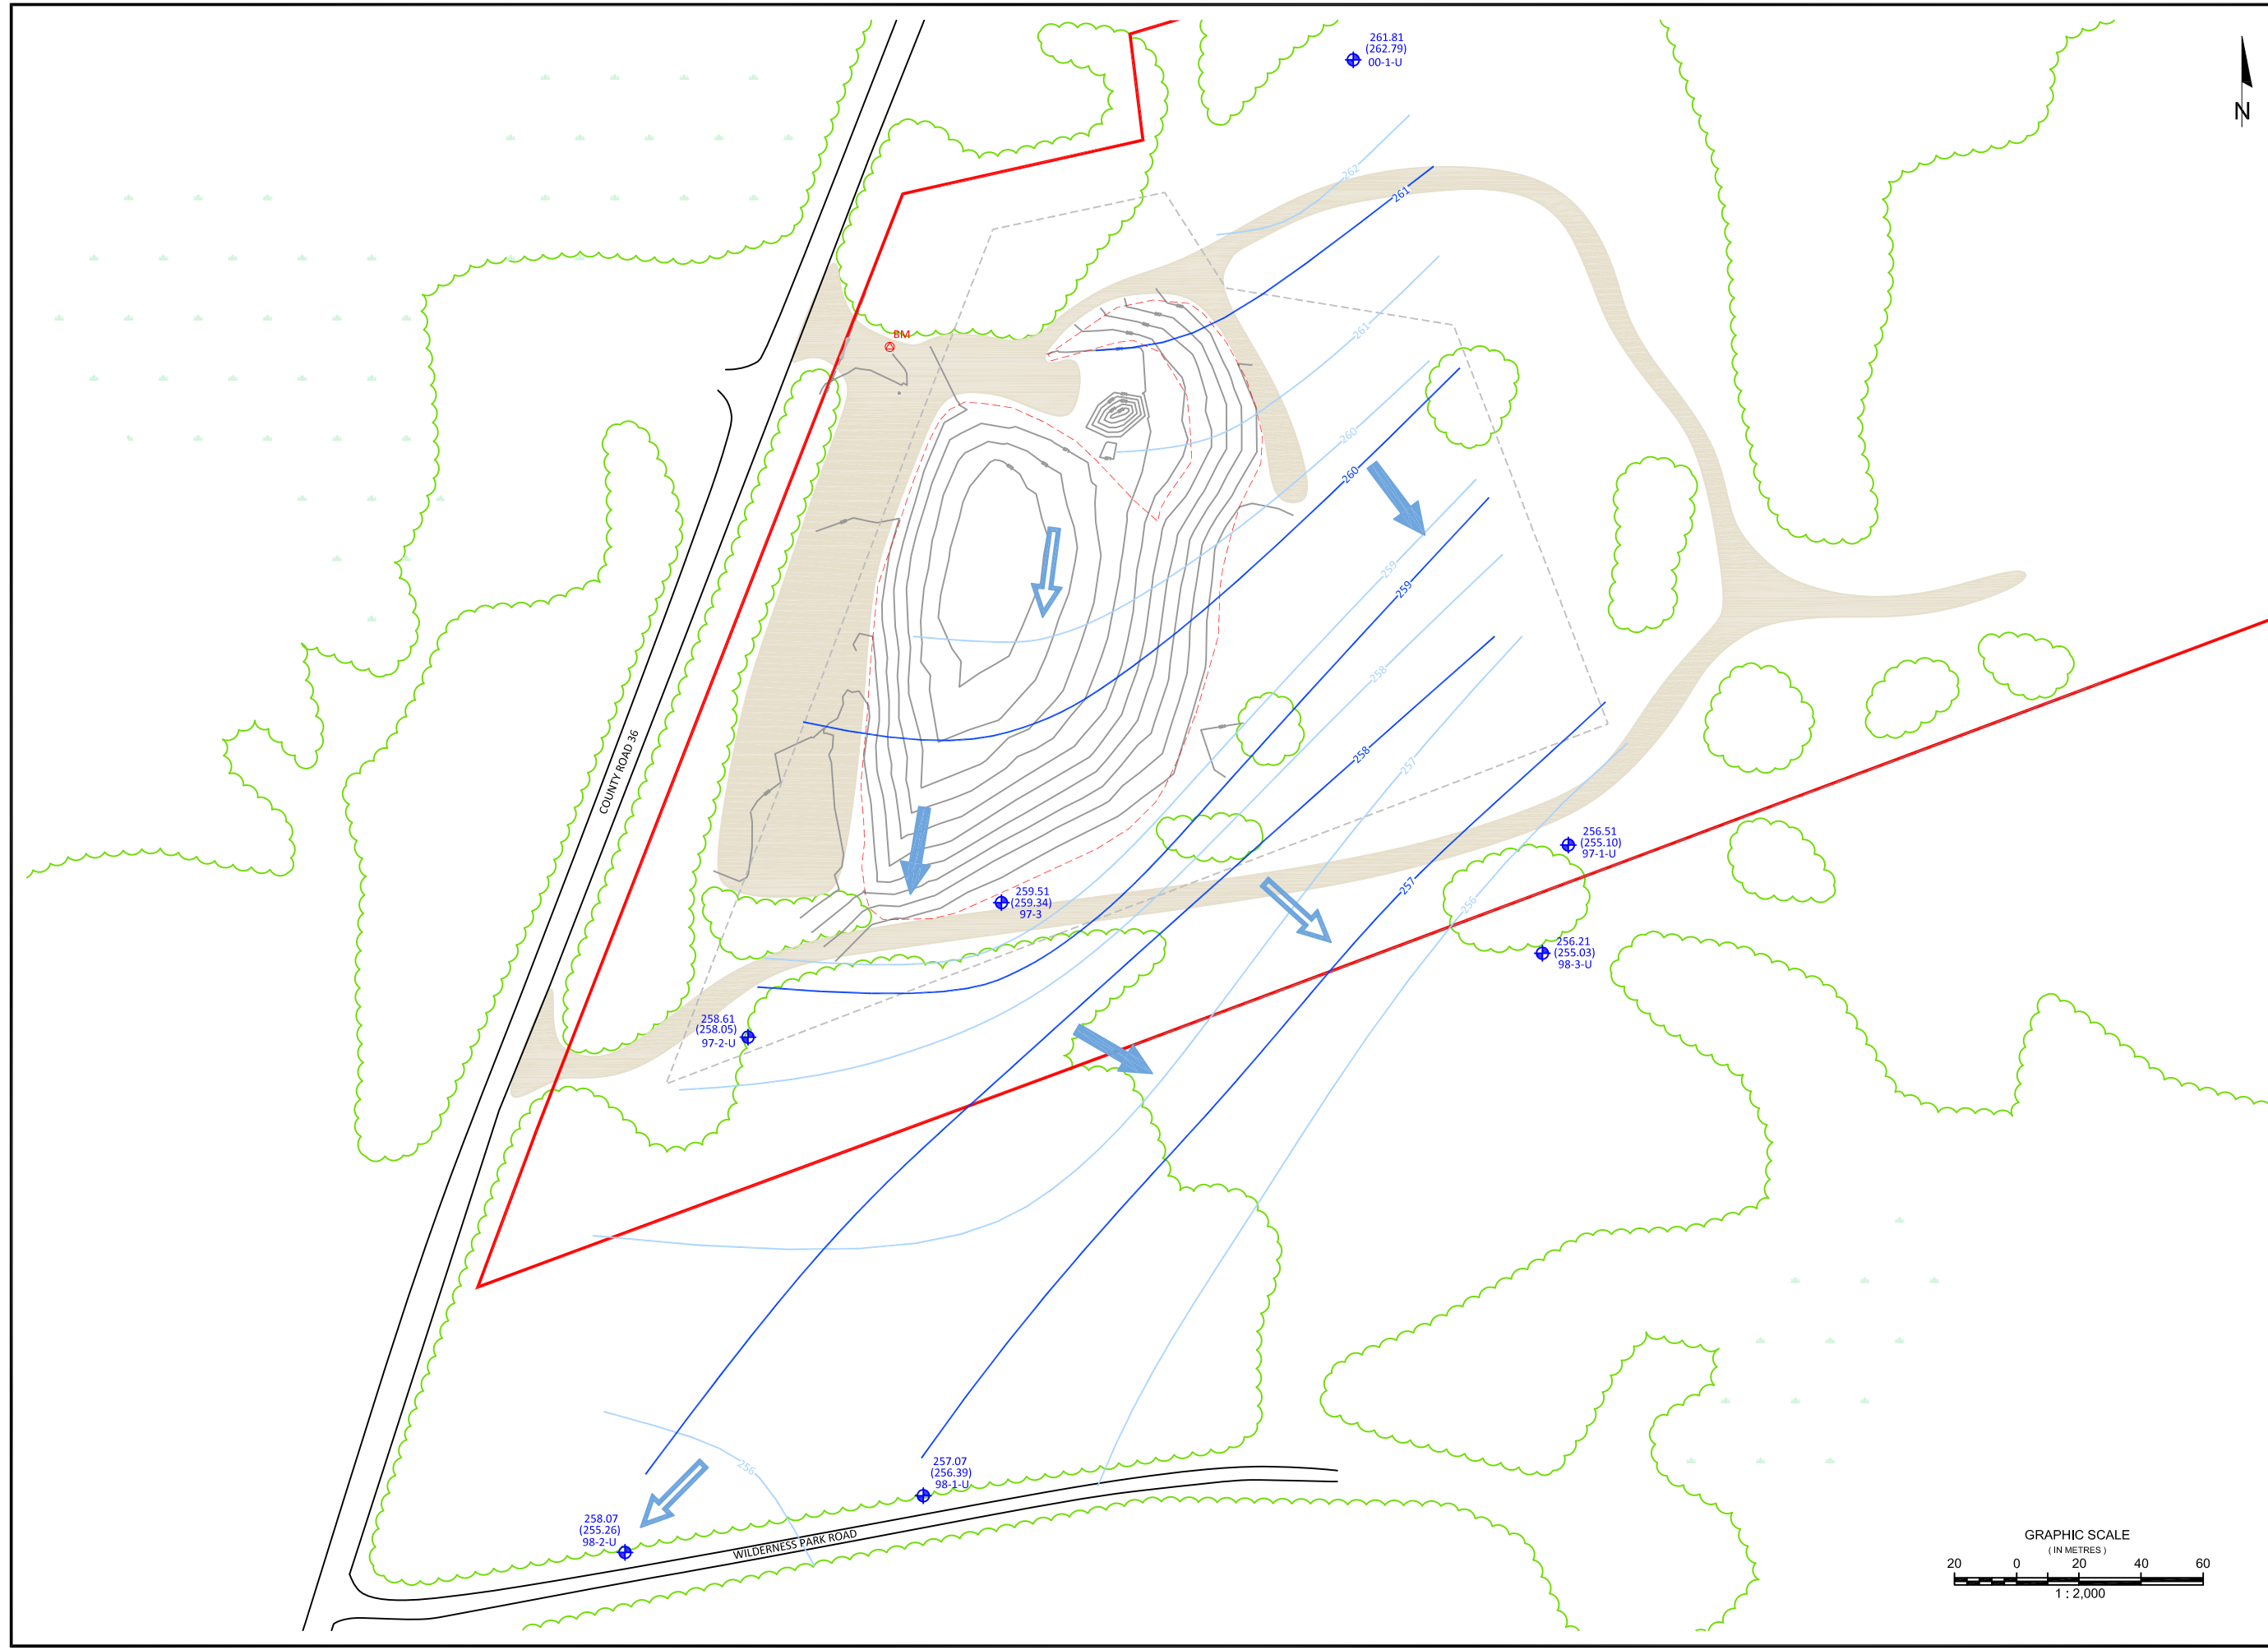 261.81
(262.79)
00-1-U
N
262
261
BM
261
260
260
259
259
258
258
257
COUNTY ROAD 36
256.51
(255.10)
97-1-U
259.51
(259.34)
97-3
257
256
256.21
(255.03)
98-3-U
258.61
(258.05)
97-2-U
257.07
(256.39)
98-1-U
256
258.07
(255.26)
98-2-U
WILDERNESS PARK ROAD
GRAPHIC SCALE
( IN METRES )
20 0 20 40 60
1 : 2,000